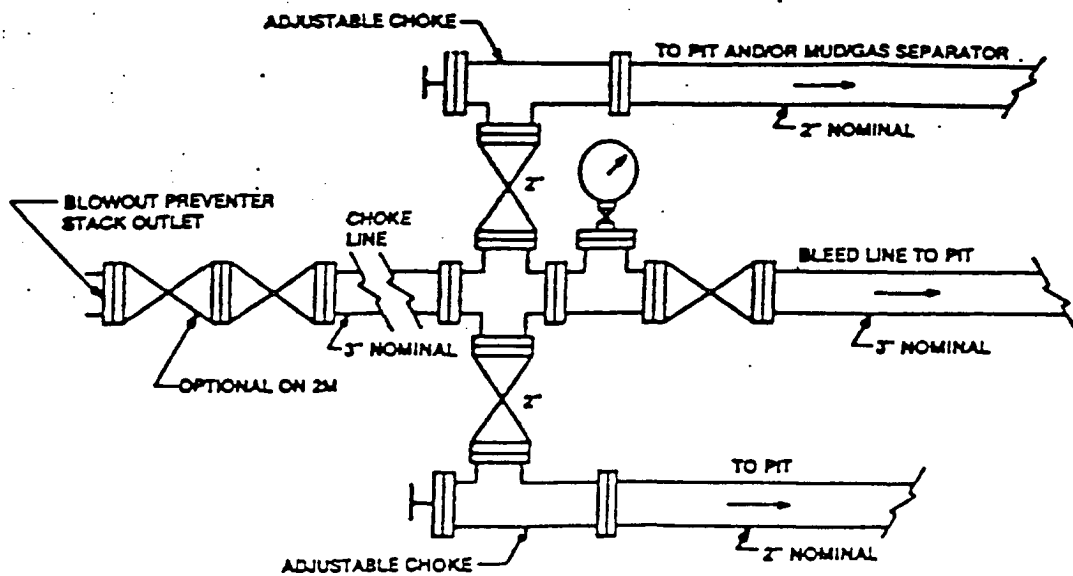 ADJUSTABLE CHOKE
TO PIT AND/OR MUD/GAS SEPARATOR
2" NOMINAL
2"
BLOWOUT PREVENTER
STACK OUTLET
CHOKE
LINE
BLEED LINE TO PIT
3" NOMINAL
3" NOMINAL
OPTIONAL ON 2M
2"
TO PIT
2" NOMINAL
ADJUSTABLE CHOKE